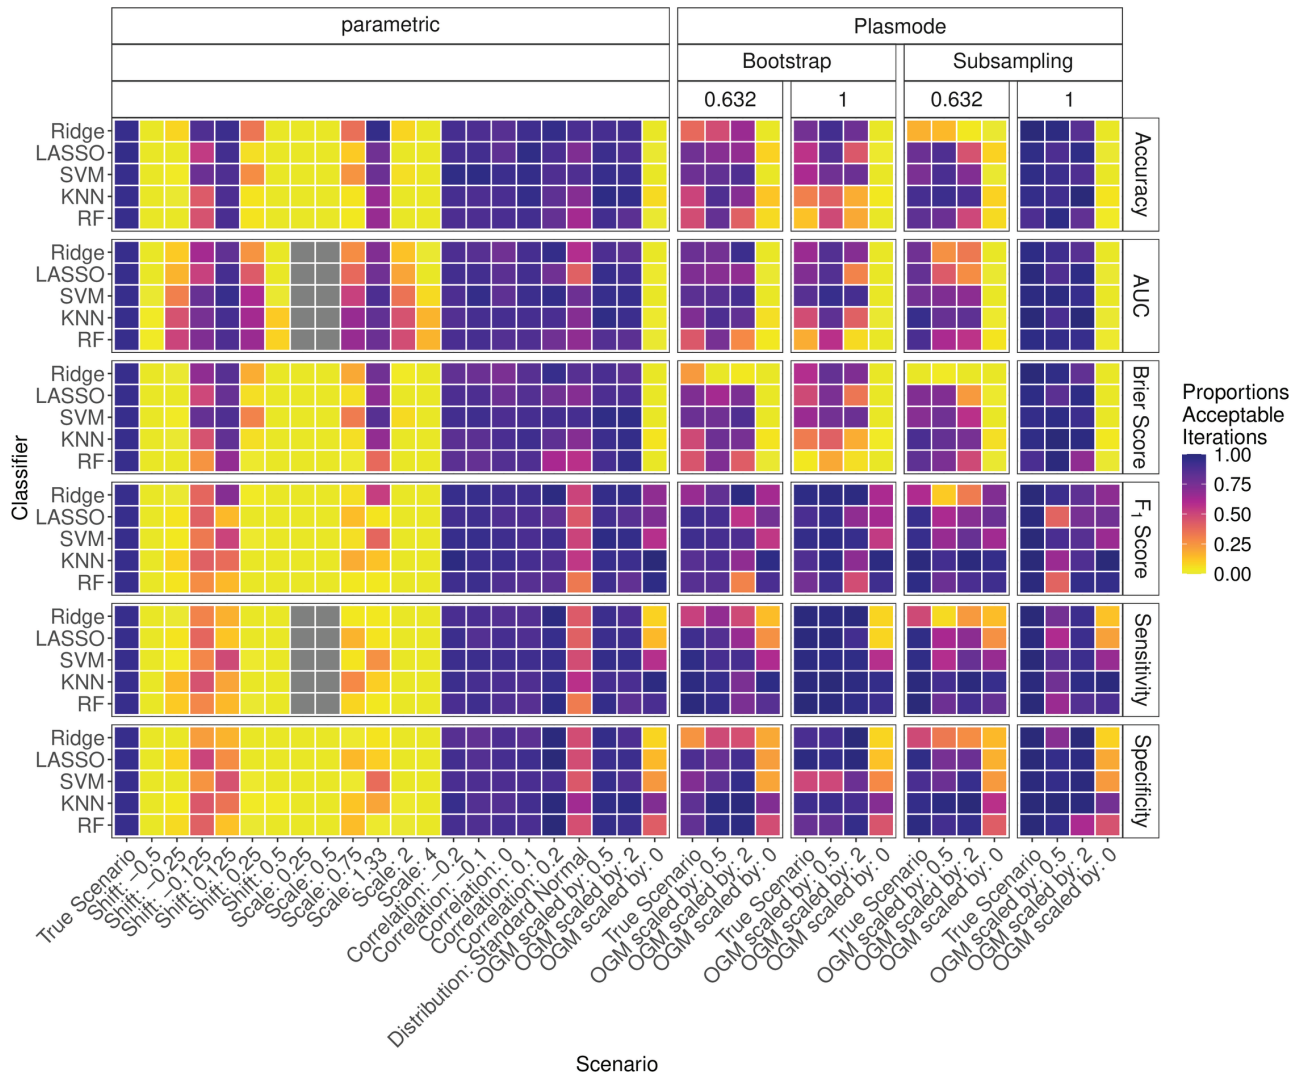 parametric
Plasmode
Bootstrap
Subsampling
0.632
1
0.632
1
Ridge
LASSO
SVM
KNN
RF
Accuracy
Ridge
LASSO
SVM
KNN
RF
AUC
Ridge
LASSO
SVM
KNN
RF
Brier Score
Ridge
LASSO
SVM
KNN
RF
F₁ Score
Ridge
LASSO
SVM
KNN
RF
Sensitivity
Ridge
LASSO
SVM
KNN
RF
Specificity
Classifier
True Scenario
Shift: −0.5
Shift: −0.25
Shift: −0.125
Shift: 0.125
Shift: 0.25
Shift: 0.5
Scale: 0.25
Scale: 0.5
Scale: 0.75
Scale: 1.33
Scale: 2
Scale: 4
Correlation: −0.2
Correlation: −0.1
Correlation: 0
Correlation: 0.1
Correlation: 0.2
Distribution: Standard Normal
OGM scaled by: 0.5
OGM scaled by: 2
OGM scaled by: 0
True Scenario
OGM scaled by: 0.5
OGM scaled by: 2
OGM scaled by: 0
True Scenario
OGM scaled by: 0.5
OGM scaled by: 2
OGM scaled by: 0
True Scenario
OGM scaled by: 0.5
OGM scaled by: 2
OGM scaled by: 0
True Scenario
OGM scaled by: 0.5
OGM scaled by: 2
OGM scaled by: 0
Scenario
Proportions
Acceptable
Iterations
1.00
0.75
0.50
0.25
0.00